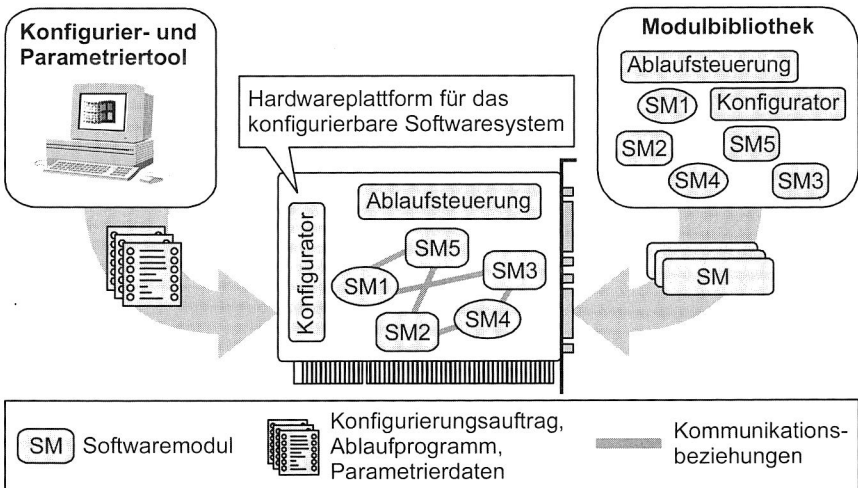 Konfigurier- und
Parametriertool
Modulbibliothek
Ablaufsteuerung
SM1
Konfigurator
SM2
SM5
SM4
SM3
Hardwareplattform für das
konfigurierbare Softwaresystem
Ablaufsteuerung
Konfigurator
SM5
SM3
SM1
SM4
SM2
SM
SM Softwaremodul
Konfigurierungsauftrag,
Ablaufprogramm,
Parametrierdaten
Kommunikations-
beziehungen